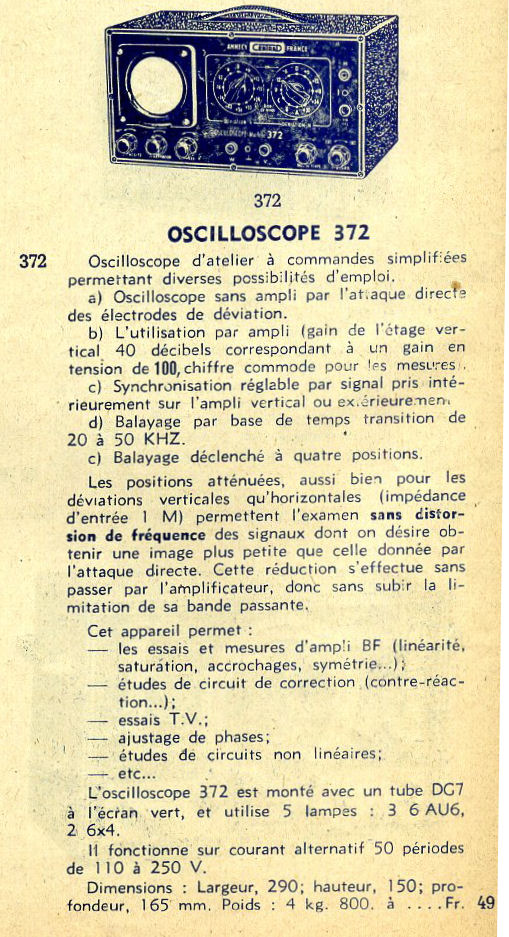 ANNECY Centrad FRANCE
372
372
OSCILLOSCOPE 372
372 Oscilloscope d'atelier à commandes simplifiées
permettant diverses possibilités d'emploi.
a) Oscilloscope sans ampli par l'attaque directe
des électrodes de déviation.
b) L'utilisation par ampli (gain de l'étage ver-
tical 40 décibels correspondant à un gain en
tension de 100, chiffre commode pour les mesures).
c) Synchronisation réglable par signal pris inté-
rieurement sur l'ampli vertical ou extérieurement
d) Balayage par base de temps transition de
20 à 50 KHZ.
c) Balayage déclenché à quatre positions.
Les positions atténuées, aussi bien pour les
déviations verticales qu'horizontales (impédance
d'entrée 1 M) permettent l'examen sans distor-
sion de fréquence des signaux dont on désire ob-
tenir une image plus petite que celle donnée par
l'attaque directe. Cette réduction s'effectue sans
passer par l'amplificateur, donc sans subir la li-
mitation de sa bande passante.
Cet appareil permet :
— les essais et mesures d'ampli BF (linéarité,
saturation, accrochages, symétrie...);
— études de circuit de correction (contre-réac-
tion...);
— essais T.V.;
— ajustage de phases;
— études de circuits non linéaires;
— etc...
L'oscilloscope 372 est monté avec un tube DG7
à l'écran vert, et utilise 5 lampes : 3 6 AU6,
2 6x4.
Il fonctionne sur courant alternatif 50 périodes
de 110 à 250 V.
Dimensions : Largeur, 290; hauteur, 150; pro-
fondeur, 165 mm. Poids : 4 kg. 800. à ....Fr. 49